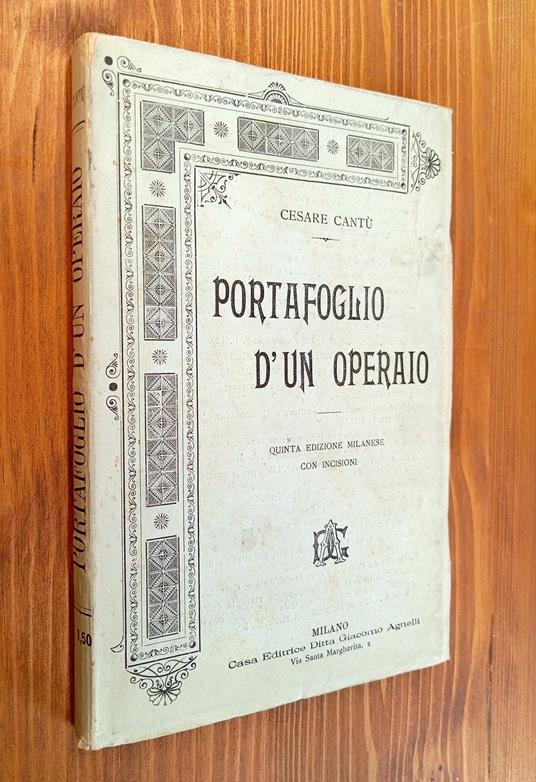 CESARE CANTÙ
PORTAFOGLIO
D'UN OPERAIO
QUINTA EDIZIONE MILANESE
CON INCISIONI
MILANO
Casa Editrice Ditta Giacomo Agnelli
Via Santa Margherita, 2
PORTAFOGLIO D'UN OPERAIO
1,50